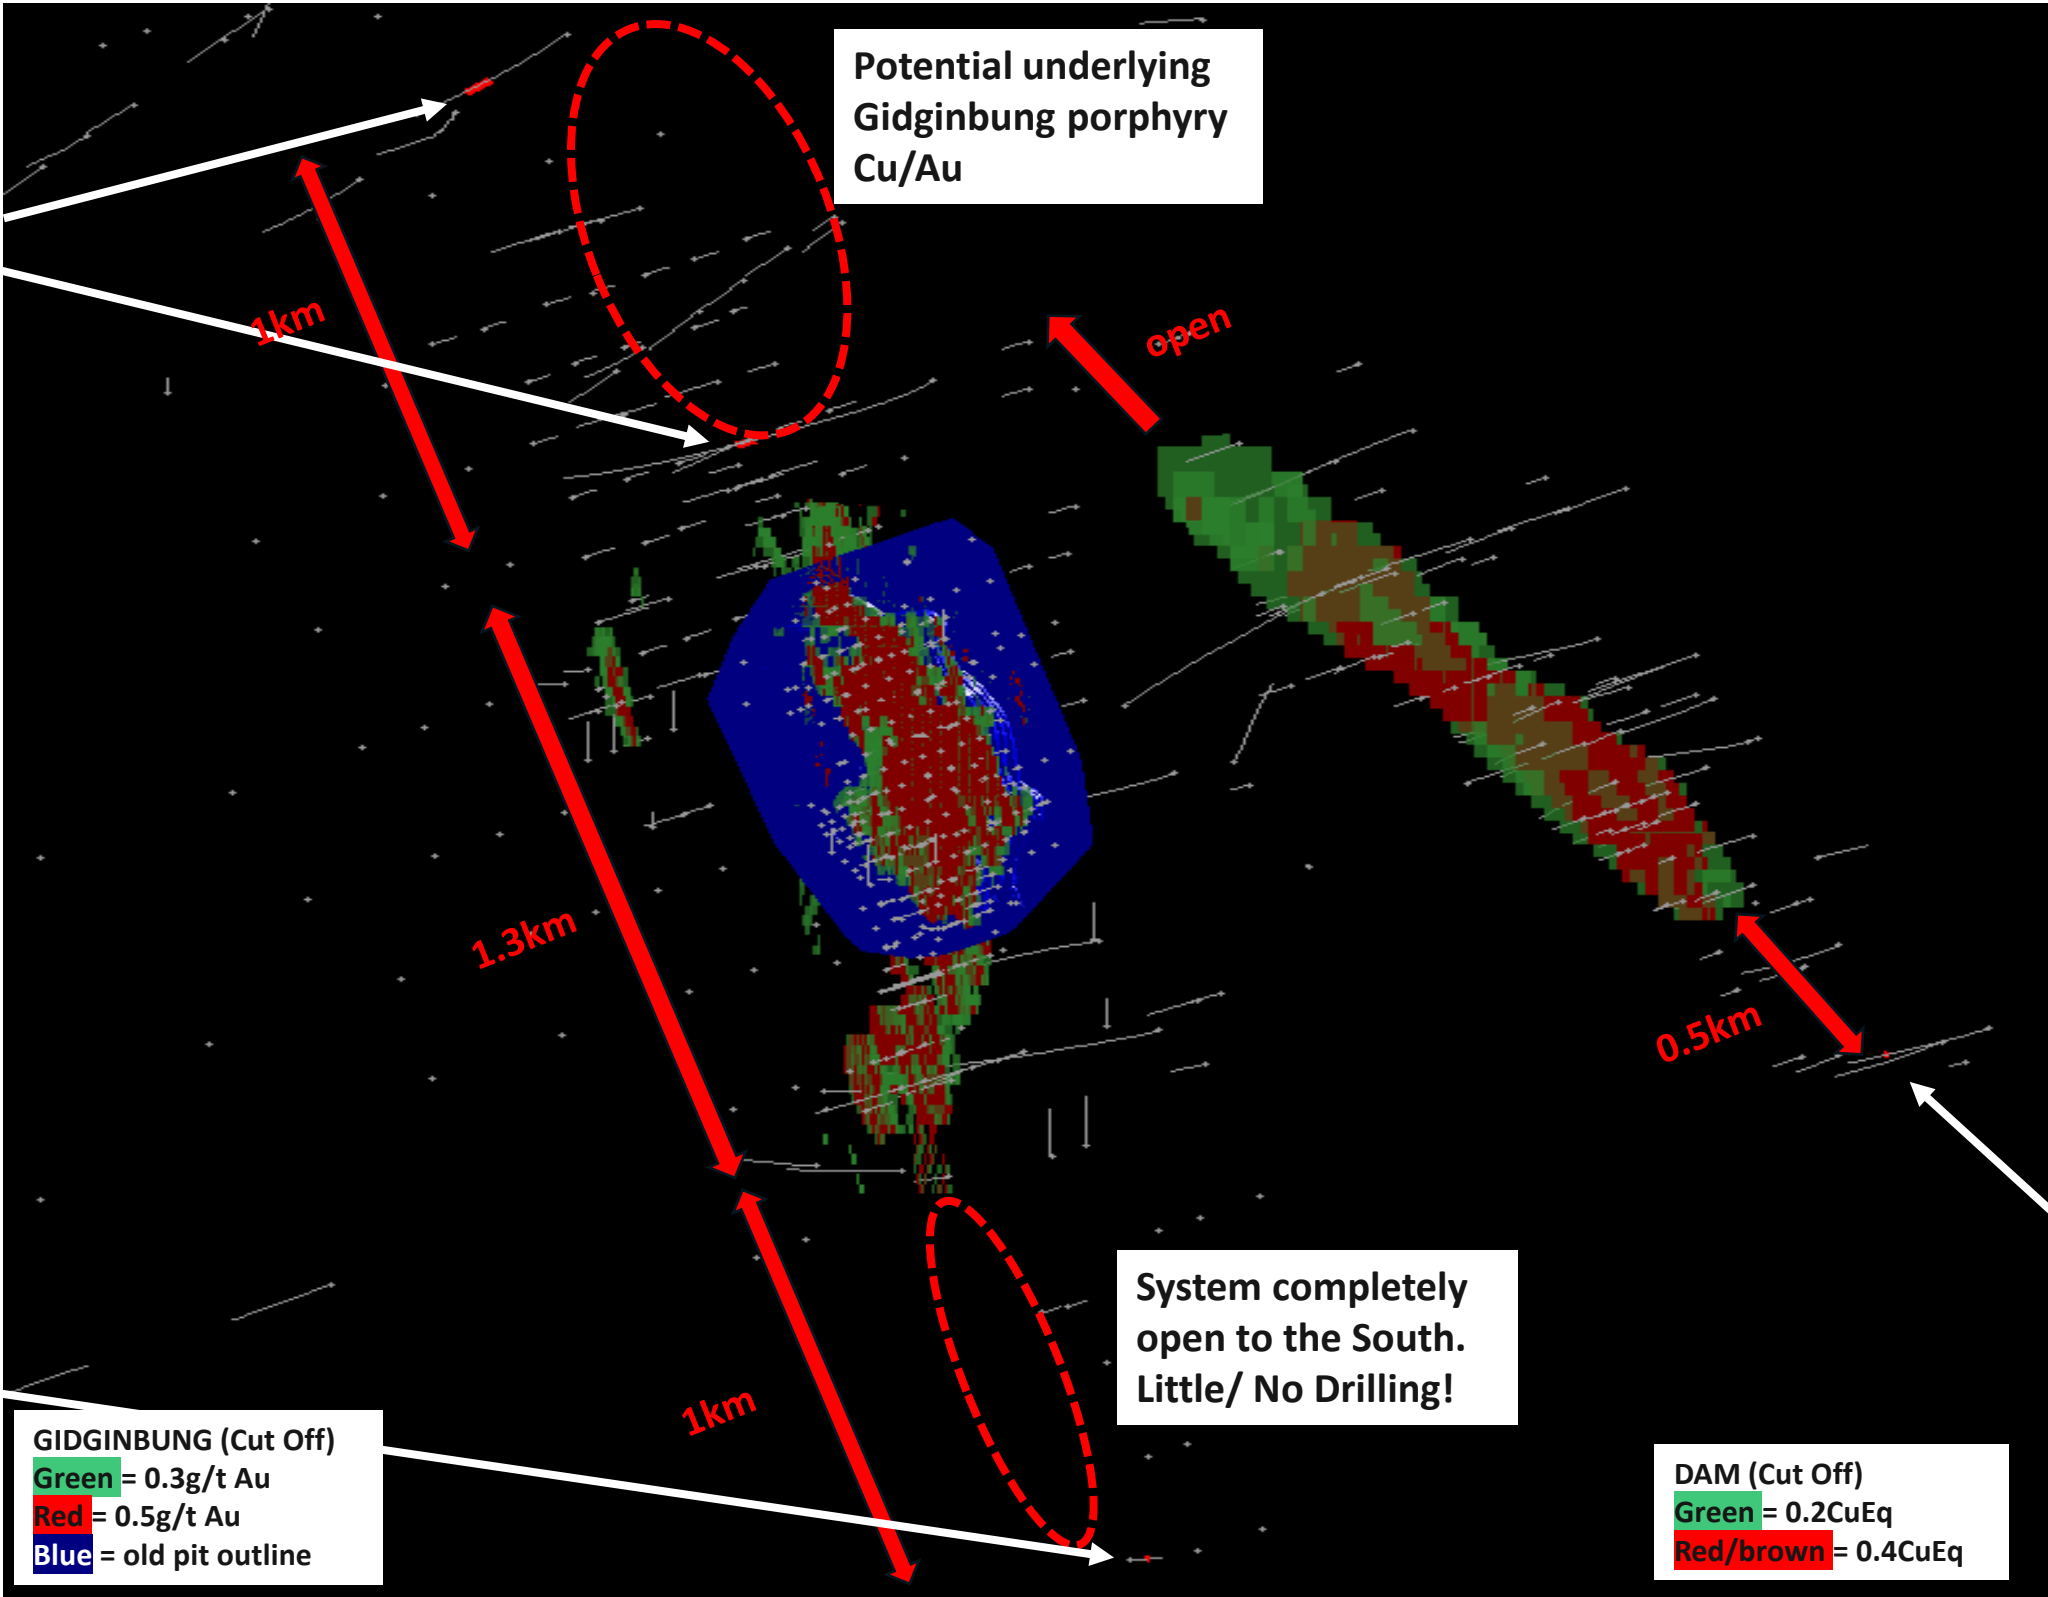 Potential underlying
Gidginbung porphyry
Cu/Au
1km
open
1.3km
0.5km
System completely
open to the South.
Little/ No Drilling!
1km
GIDGINBUNG (Cut Off)
Green = 0.3g/t Au
Red = 0.5g/t Au
Blue = old pit outline
DAM (Cut Off)
Green = 0.2CuEq
Red/brown = 0.4CuEq